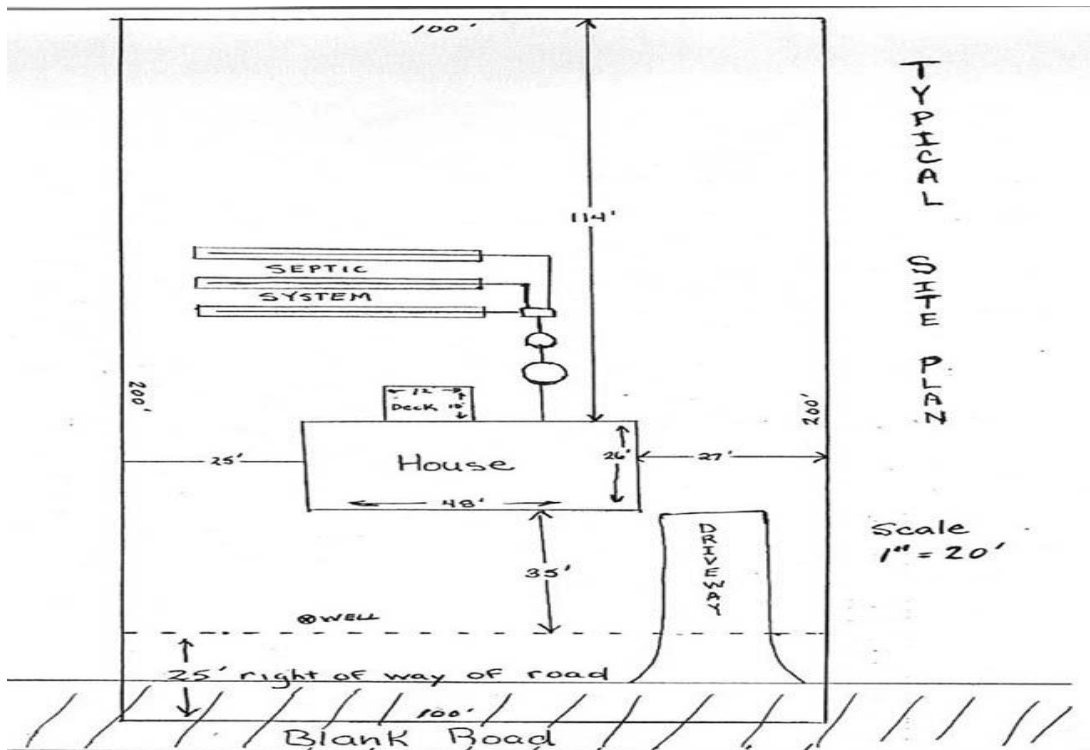 100'
TYPICAL SITE PLAN
114'
SEPTIC
SYSTEM
200'
12'
Deck 10'
200'
25'
House
26'
27'
48'
DRIVEWAY
Scale
1" = 20'
35'
WELL
25' right of way of road
100'
Blank Road